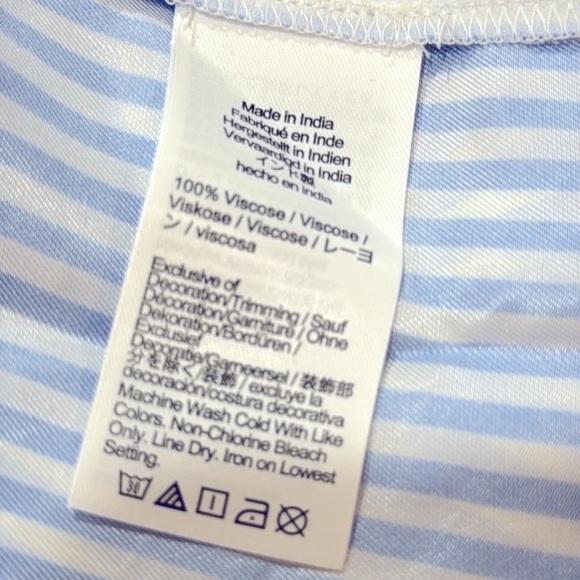 Made in India
Fabriqué en Inde
Hergestellt in Indien
Vervaardigd in India
インド製
hecho en India
100% Viscose / Viscose /
Viskose / Viscose / レーヨ
ン / viscosa
Exclusive of
Decoration/Trimming / Sauf
Décoration/Garniture / Ohne
Dekoration/Bordüren /
Exclusief
Decoratie/Garneersel / 装飾部
分を除く/装飾 / excluye la
decoración/costura decorativa
Machine Wash Cold With Like
Colors. Non-Chlorine Bleach
Only. Line Dry. Iron on Lowest
Setting.
30